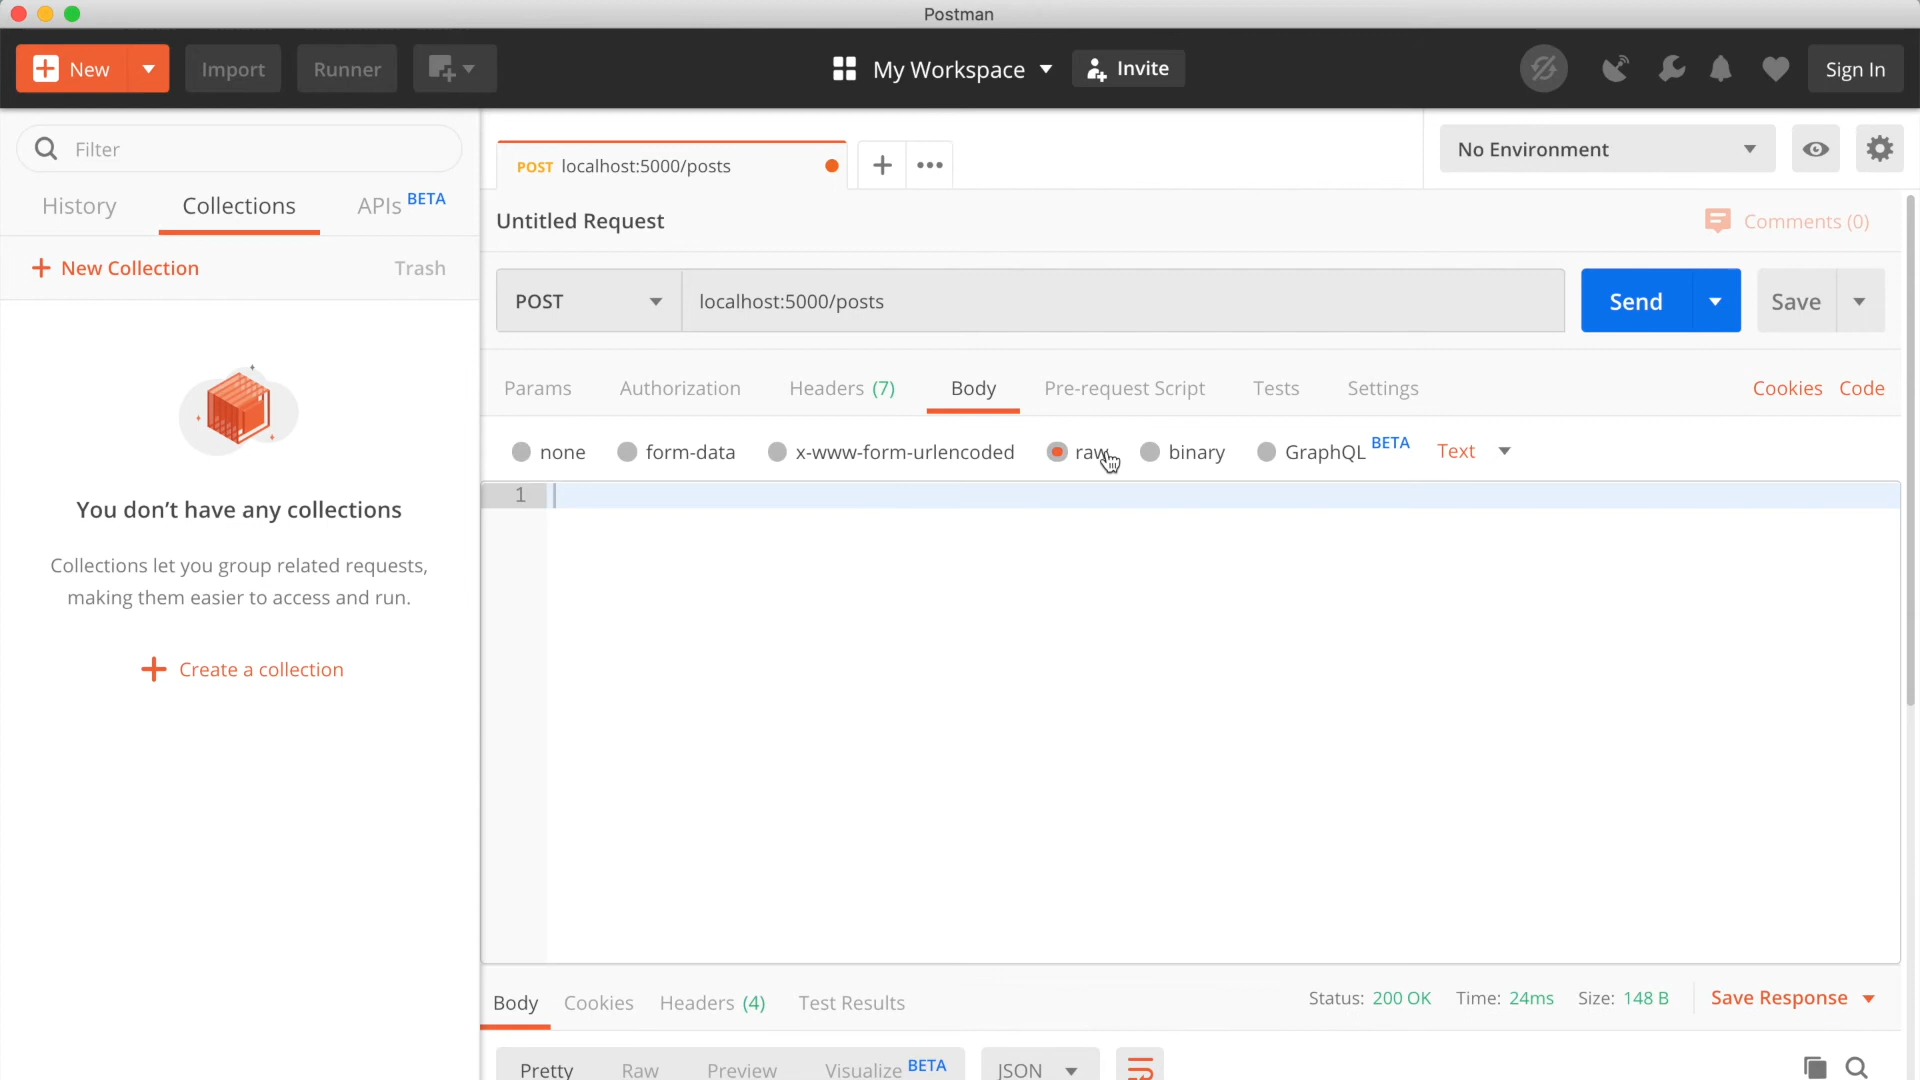 Postman
New
Import
Runner
My Workspace
Invite
Sign In
Filter
History
Collections
APIs BETA
New Collection
Trash
You don’t have any collections
Collections let you group related requests,
making them easier to access and run.
Create a collection
POST localhost:5000/posts
No Environment
Untitled Request
Comments (0)
POST
localhost:5000/posts
Send
Save
Params
Authorization
Headers (7)
Body
Pre-request Script
Tests
Settings
Cookies
Code
none
form-data
x-www-form-urlencoded
raw
binary
GraphQL BETA
Text
1
Body
Cookies
Headers (4)
Test Results
Status: 200 OK
Time: 24ms
Size: 148 B
Save Response
Pretty
Raw
Preview
Visualize BETA
JSON